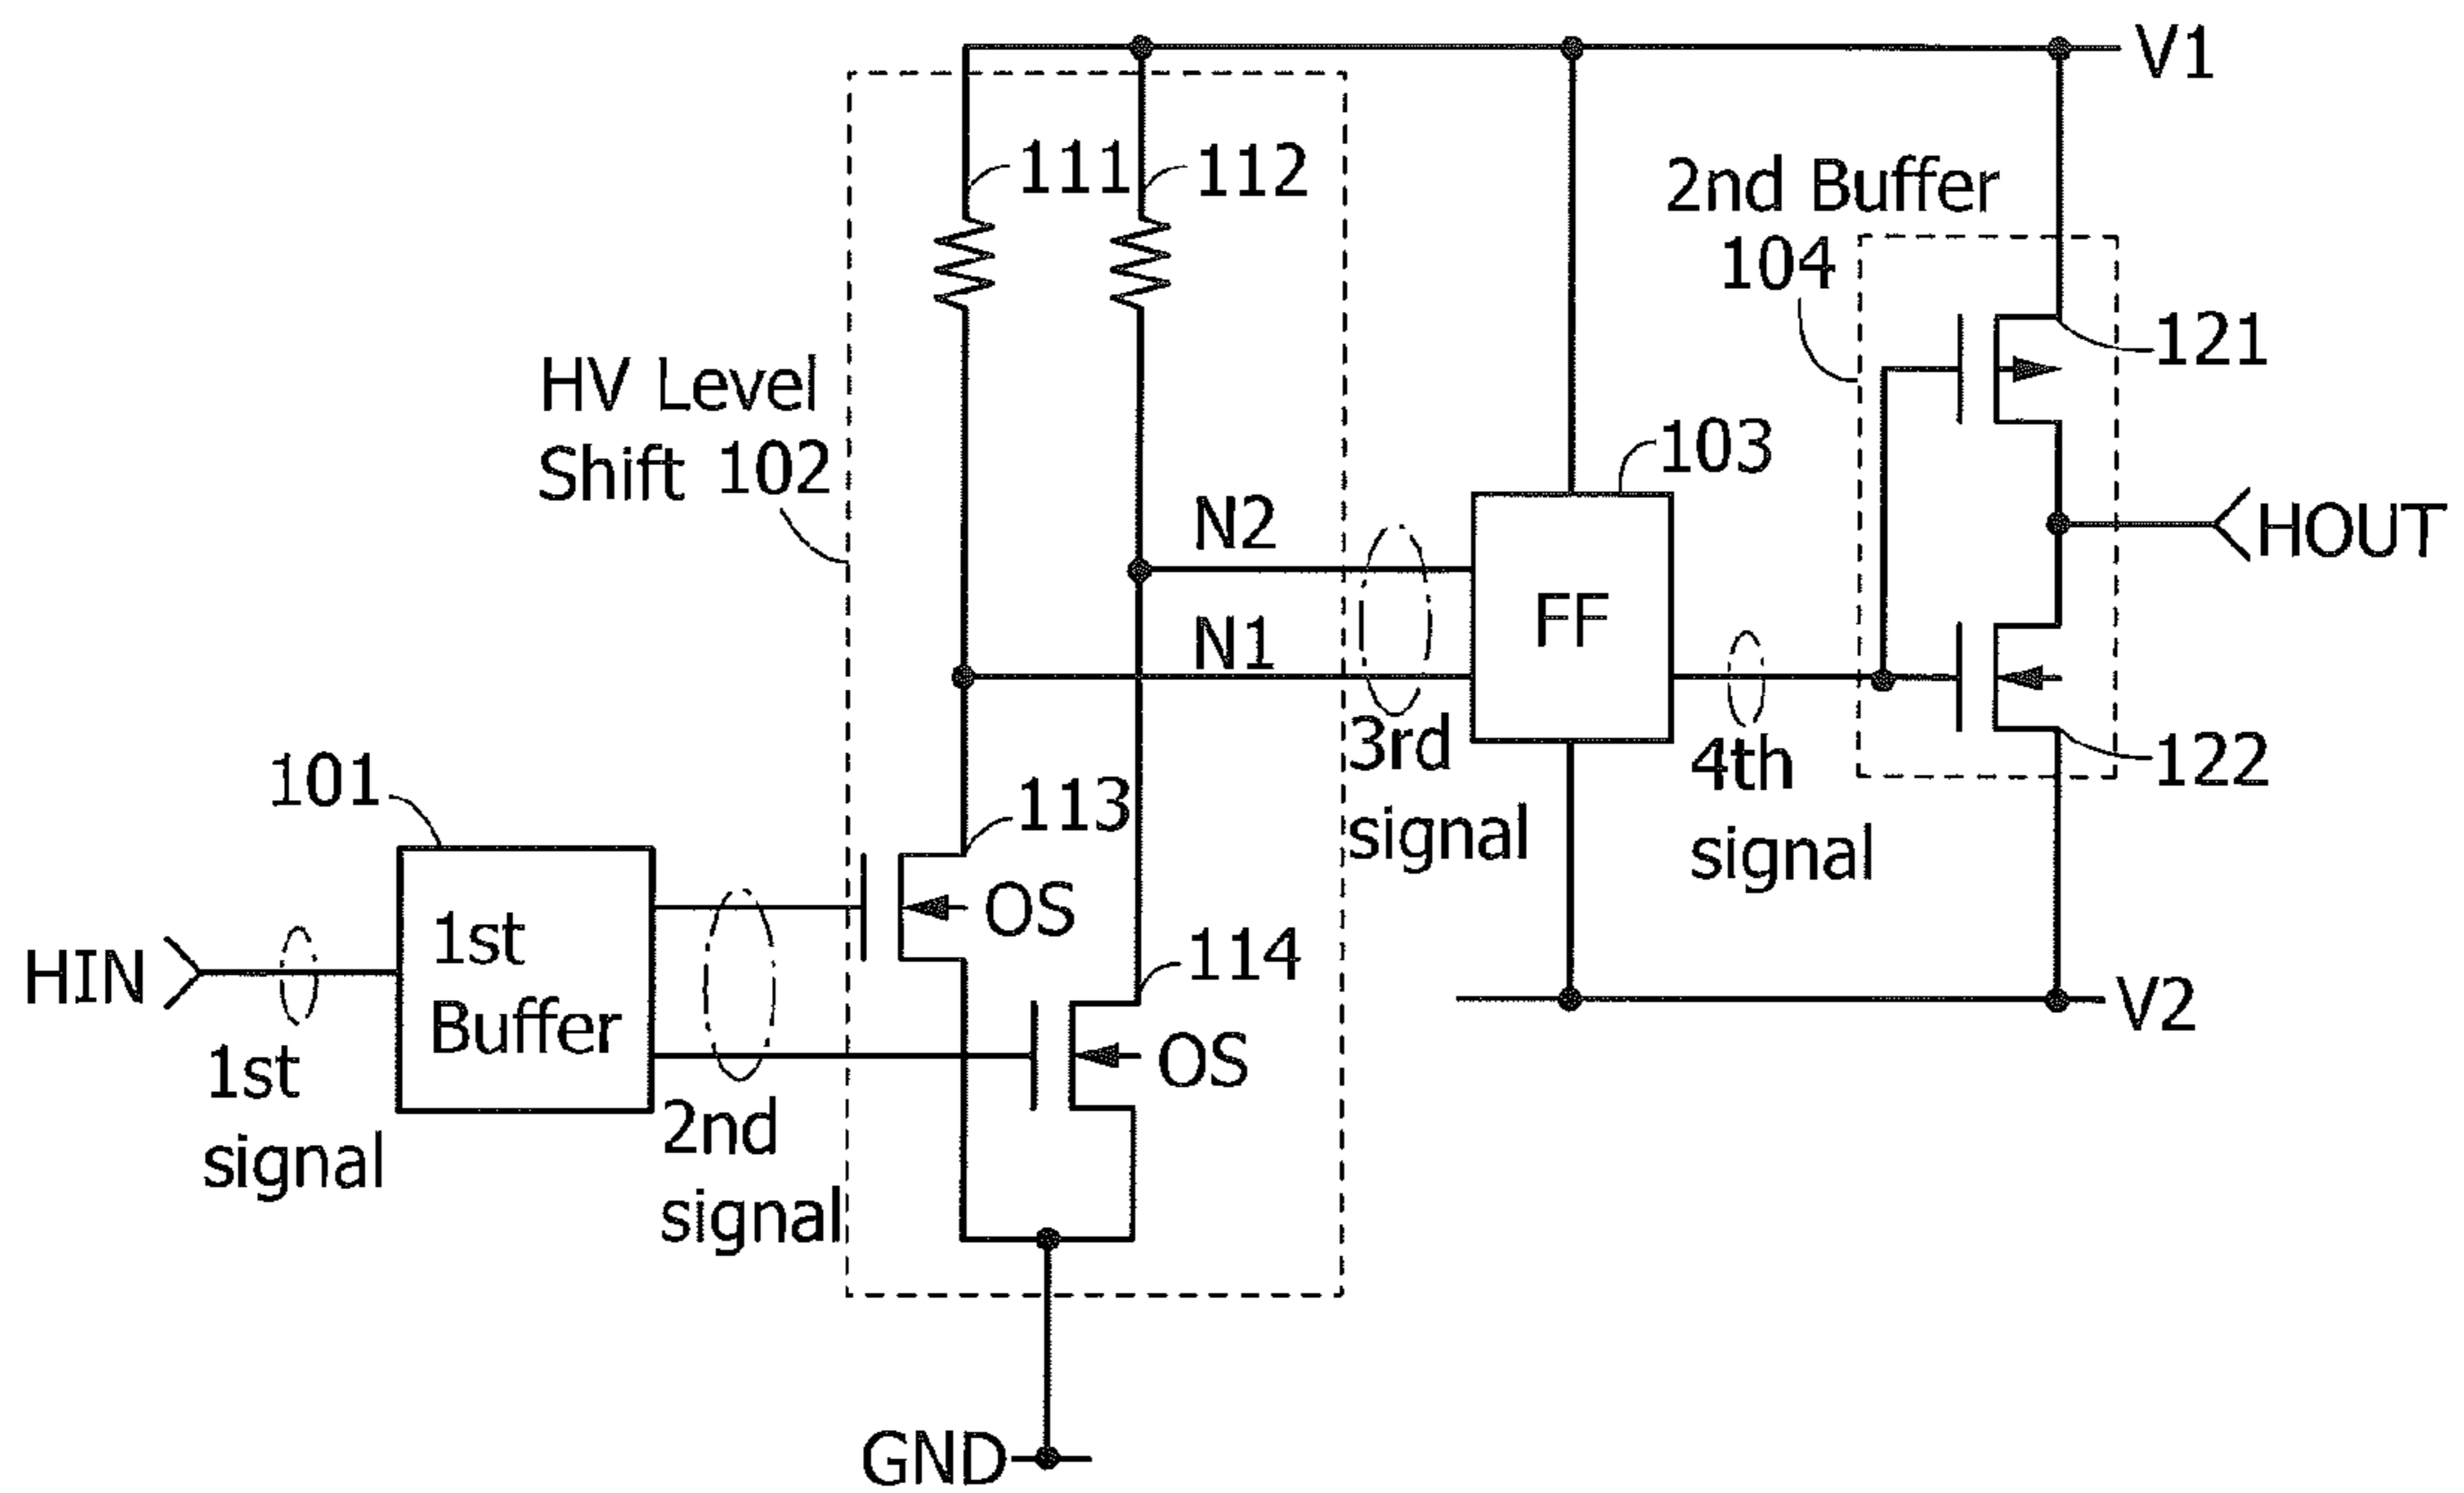 V1
111
112
2nd Buffer
104
121
HV Level
Shift 102
103
N2
HOUT
FF
N1
3rd
signal
4th
signal
122
101
113
OS
1st
Buffer
114
HIN
V2
OS
1st
signal
2nd
signal
GND